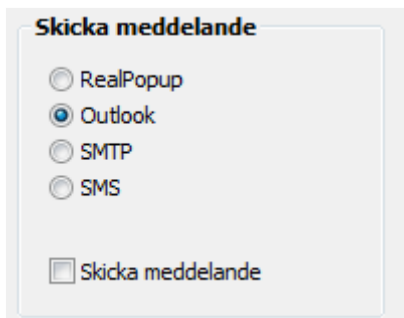 Skicka meddelande
RealPopup
Outlook
SMTP
SMS
Skicka meddelande